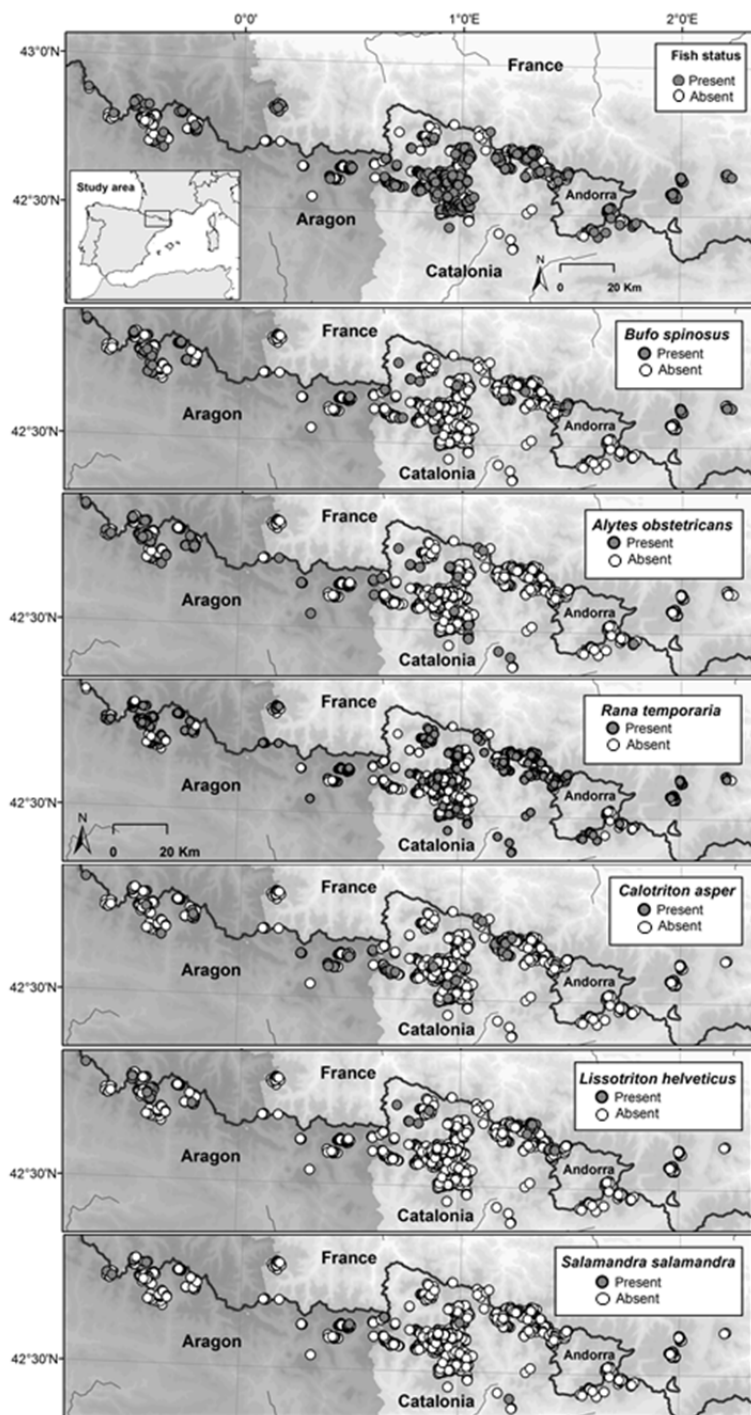 0°0' 1°0'E 2°0'E
43°0'N
France
Fish status
Present
Absent
Study area
42°30'N
Aragon
Andorra
Catalonia
N
0 20 Km
Bufo spinosus
Present
Absent
France
Aragon
42°30'N
Andorra
Catalonia
Alytes obstetricans
Present
Absent
France
Aragon
42°30'N
Andorra
Catalonia
Rana temporaria
Present
Absent
France
Aragon
42°30'N
Andorra
Catalonia
N
0 20 Km
Calotriton asper
Present
Absent
France
Aragon
42°30'N
Andorra
Catalonia
Lissotriton helveticus
Present
Absent
France
Aragon
42°30'N
Andorra
Catalonia
Salamandra salamandra
Present
Absent
France
Aragon
42°30'N
Andorra
Catalonia